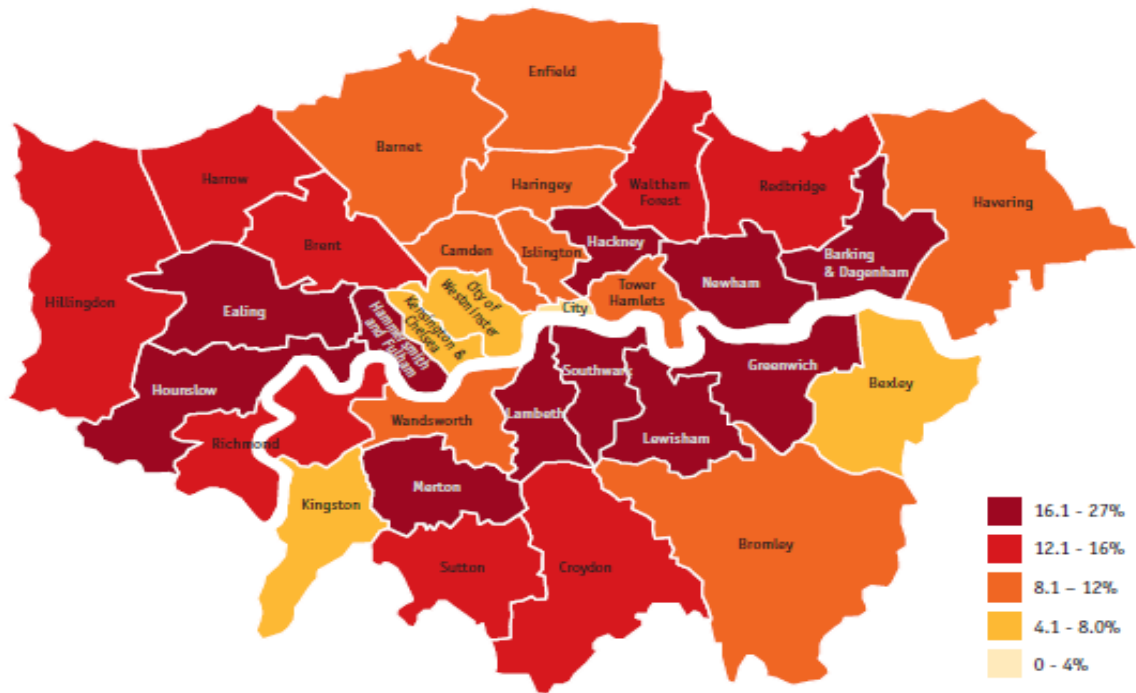 Enfield
Barnet
Haringey
Harrow
Waltham
Forest
Redbridge
Havering
Brent
Camden
Islington
Hackney
Barking
& Dagenham
Hillingdon
Ealing
Hammersmith
and Fulham
Kensington &
Chelsea
City of
Westminster
City
Tower
Hamlets
Newham
Hounslow
Richmond
Wandsworth
Lambeth
Southwark
Lewisham
Greenwich
Bexley
Kingston
Merton
Sutton
Croydon
Bromley
16.1 - 27%
12.1 - 16%
8.1 – 12%
4.1 - 8.0%
0 - 4%